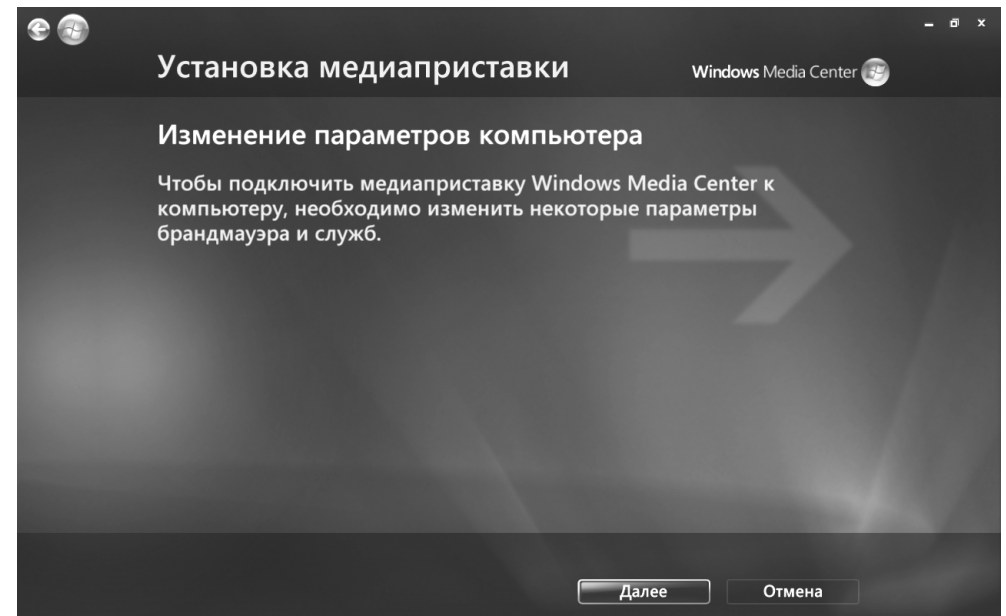 Установка медиаприставки
Windows Media Center
Изменение параметров компьютера
Чтобы подключить медиаприставку Windows Media Center к
компьютеру, необходимо изменить некоторые параметры
брандмауэра и служб.
Далее
Отмена